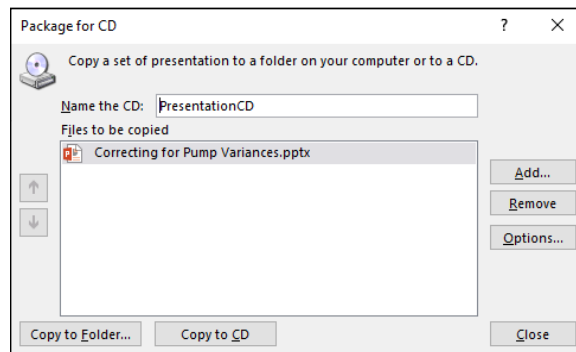 Package for CD
Copy a set of presentation to a folder on your computer or to a CD.
Name the CD: PresentationCD
Files to be copied
Correcting for Pump Variances.pptx
Add...
Remove
Options...
Copy to Folder... Copy to CD Close